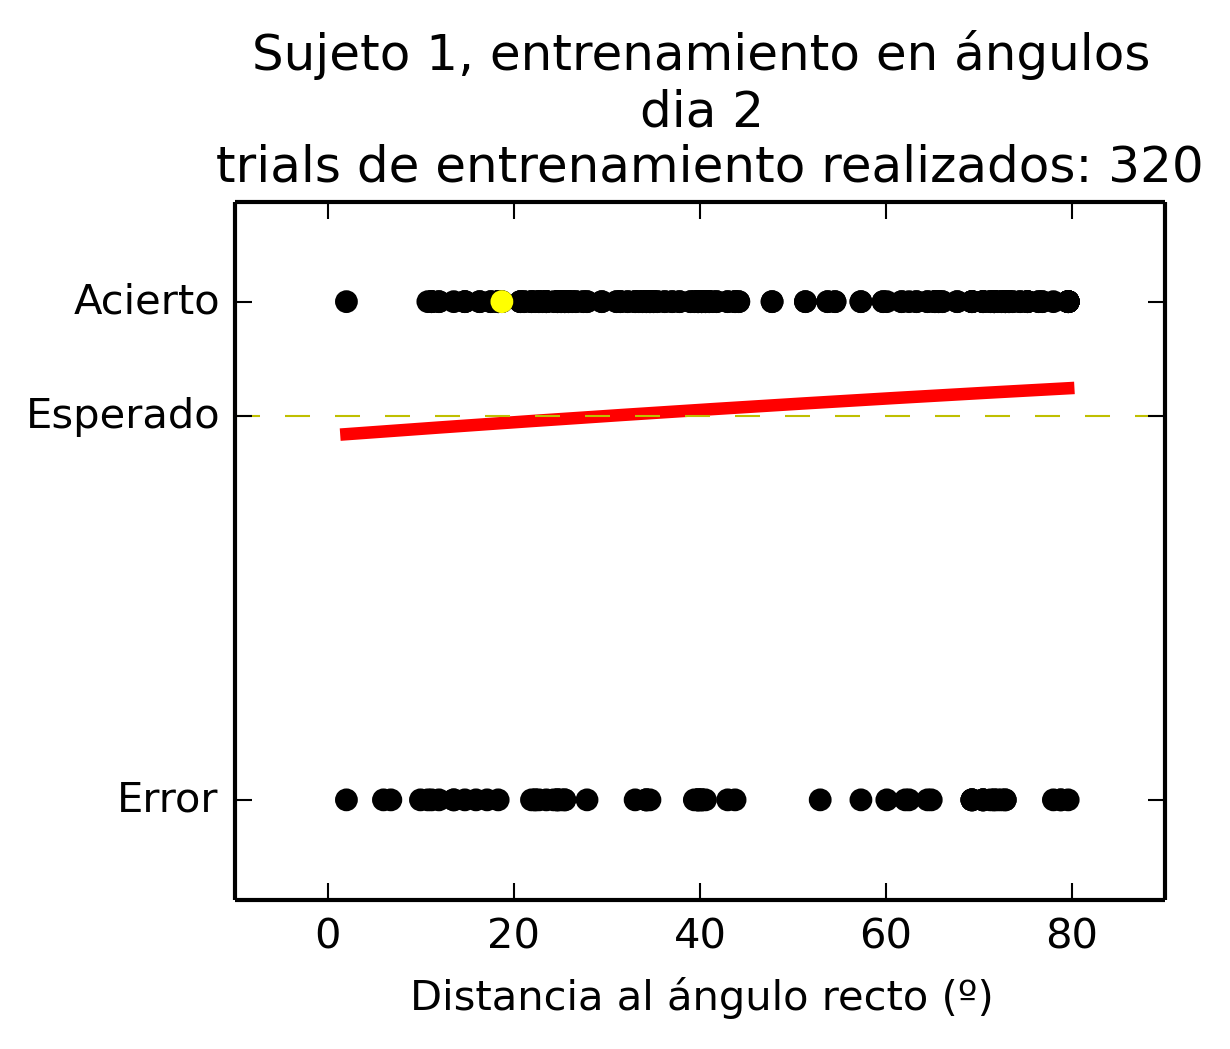 Sujeto 1, entrenamiento en ángulos
dia 2
trials de entrenamiento realizados: 320
Acierto
Esperado
Error
0 20 40 60 80
Distancia al ángulo recto (º)